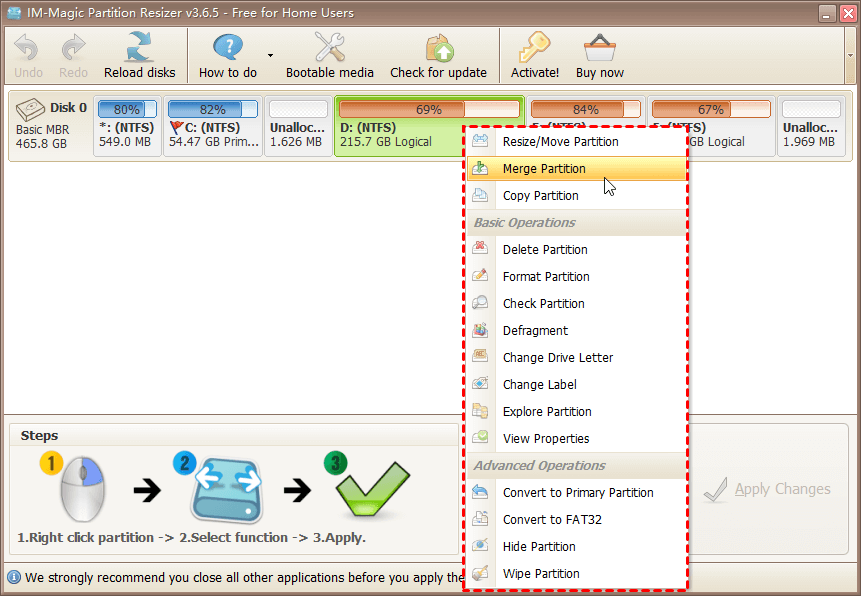 IM-Magic Partition Resizer v3.6.5 - Free for Home Users
Undo
Redo
Reload disks
How to do
Bootable media
Check for update
Activate!
Buy now
Disk 0
Basic MBR
465.8 GB
80%
*: (NTFS)
549.0 MB
82%
C: (NTFS)
54.47 GB Prim...
Unalloc...
1.626 MB
69%
D: (NTFS)
215.7 GB Logical
84%
67%
GB Logical
Unalloc...
1.969 MB
Resize/Move Partition
Merge Partition
Copy Partition
Basic Operations
Delete Partition
Format Partition
Check Partition
Defragment
Change Drive Letter
Change Label
Explore Partition
View Properties
Advanced Operations
Convert to Primary Partition
Convert to FAT32
Hide Partition
Wipe Partition
Steps
1
2
3
1.Right click partition -> 2.Select function -> 3.Apply.
Apply Changes
We strongly recommend you close all other applications before you apply the